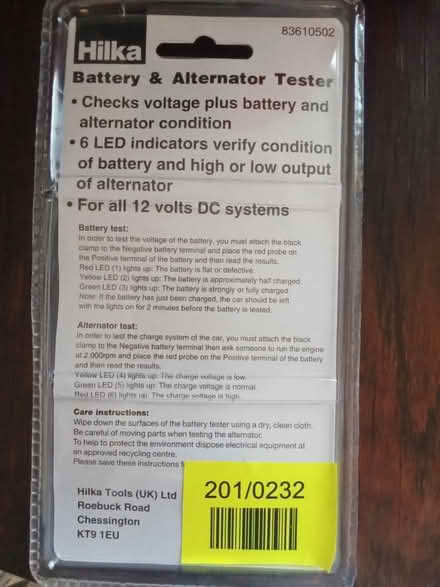 83610502
Hilka
Battery & Alternator Tester
• Checks voltage plus battery and
alternator condition
• 6 LED indicators verify condition
of battery and high or low output
of alternator
• For all 12 volts DC systems
Battery test:
In order to test the voltage of the battery, you must attach the black
clamp to the Negative battery terminal and place the red probe on
the Positive terminal of the battery and then read the results.
Red LED (1) lights up: The battery is flat or defective.
Yellow LED (2) lights up: The battery is approximately half charged.
Green LED (3) lights up: The battery is strongly or fully charged.
Note: If the battery has just been charged, the car should be left
with the lights on for 2 minutes before the battery is tested.
Alternator test:
In order to test the charge system of the car, you must attach the black
clamp to the Negative battery terminal then ask someone to run the engine
at 2.000rpm and place the red probe on the Positive terminal of the battery
and then read the results.
Yellow LED (4) lights up: The charge voltage is low.
Green LED (5) lights up: The charge voltage is normal.
Red LED (6) lights up: The charge voltage is high.
Care instructions:
Wipe down the surfaces of the battery tester using a dry, clean cloth.
Be careful of moving parts when testing the alternator.
To help to protect the environment dispose electrical equipment at
an approved recycling centre.
Please save these instructions
201/0232
Hilka Tools (UK) Ltd
Roebuck Road
Chessington
KT9 1EU